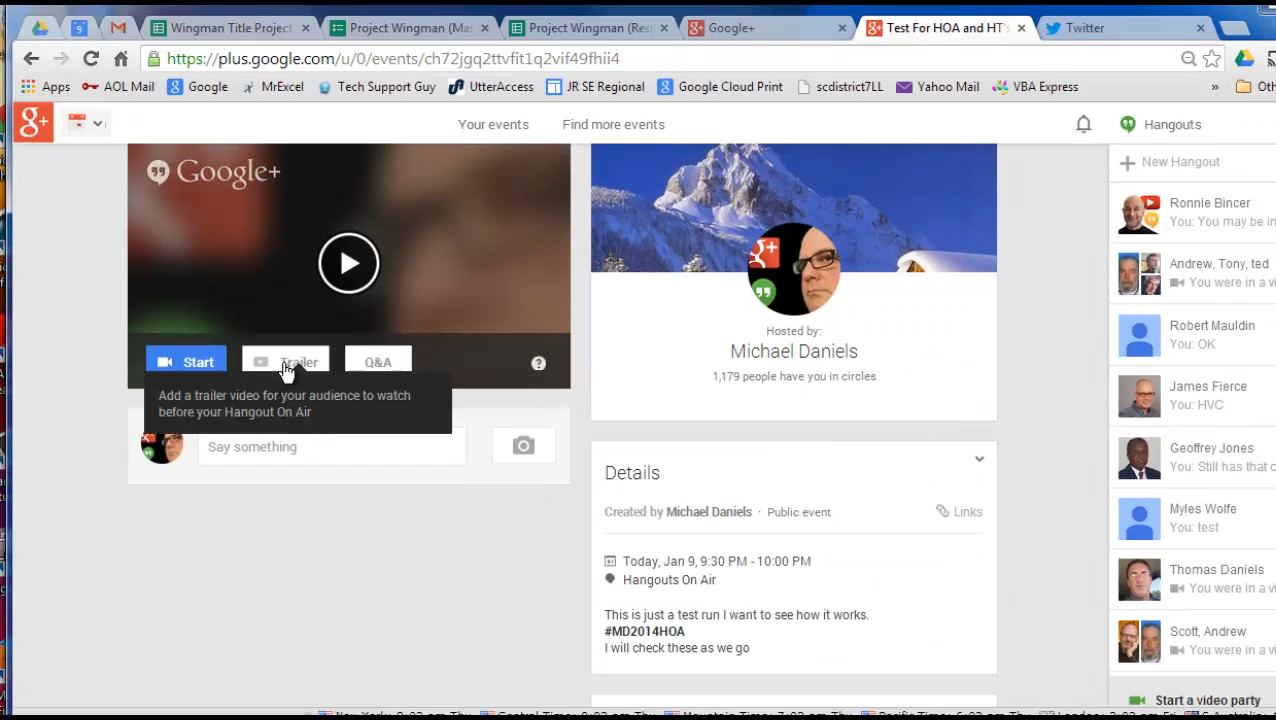 Wingman Title Project
Project Wingman (Ma
Project Wingman (Res
Google+
Test For HOA and HT's
Twitter
https://plus.google.com/u/0/events/ch72jgq2ttvfit1q2vif49fhii4
Apps
AOL Mail
Google
MrExc
Tech Support Guy
UtterAccess
JR SE Regional
Google Cloud Print
scdistrict7LL
Yahoo Mail
VBA Express
»
Oth
g+
Your events
Find more events
Hangouts
New Hangout
Google+
Start
Trailer
Q&A
?
Add a trailer video for your audience to watch
before your Hangout On Air
Say something
Hosted by:
Michael Daniels
1,179 people have you in circles
Details
Created by Michael Daniels · Public event
Links
Today, Jan 9, 9:30 PM - 10:00 PM
Hangouts On Air
This is just a test run I want to see how it works.
#MD2014HOA
I will check these as we go
Ronnie Bincer
You: You may be in
Andrew, Tony, ted
You were in a vi
Robert Mauldin
You: OK
James Fierce
You: HVC
Geoffrey Jones
You: Still has that c
Myles Wolfe
You: test
Thomas Daniels
You were in a vi
Scott, Andrew
You were in a vi
Start a video party